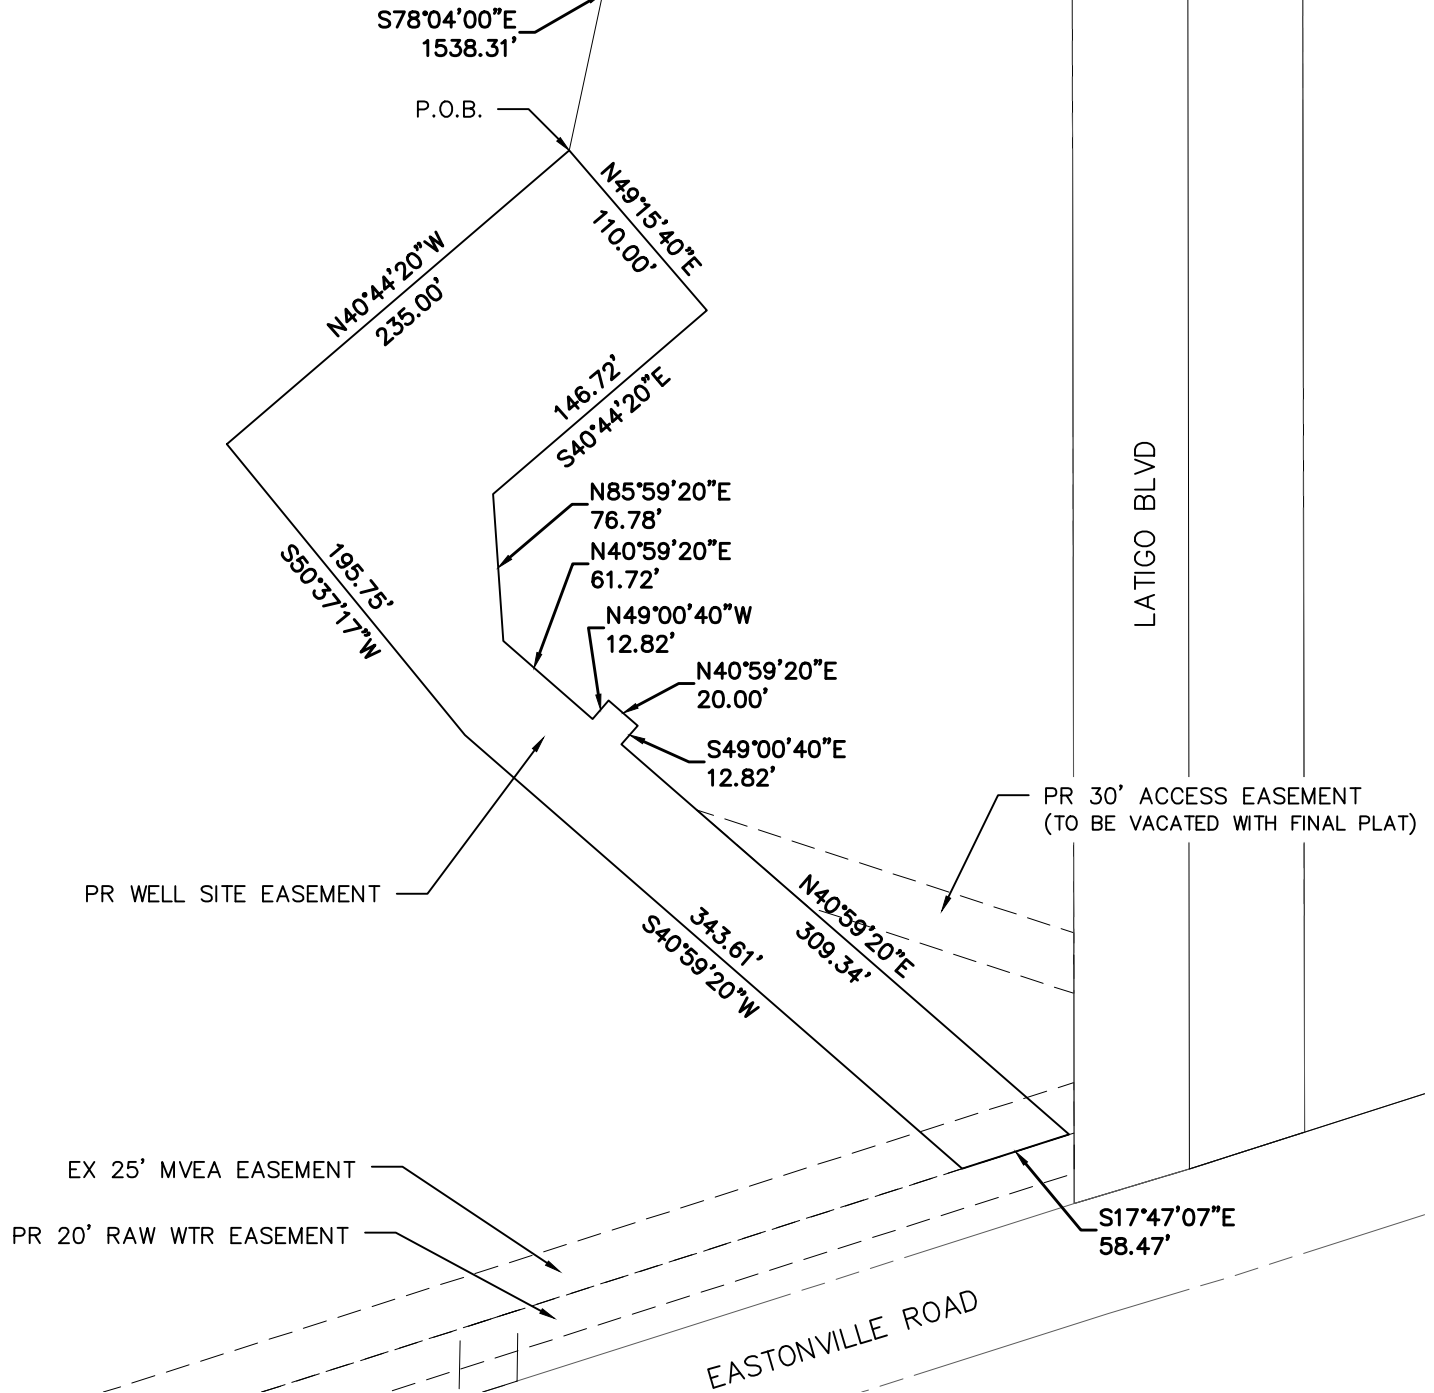 S78°04'00"E
1538.31'
P.O.B.
N49°15'40"E
110.00'
N40°44'20"W
235.00'
146.72'
S40°44'20"E
N85°59'20"E
76.78'
N40°59'20"E
61.72'
195.75'
S50°37'17"W
N49°00'40"W
12.82'
N40°59'20"E
20.00'
S49°00'40"E
12.82'
LATIGO BLVD
PR 30' ACCESS EASEMENT
(TO BE VACATED WITH FINAL PLAT)
PR WELL SITE EASEMENT
N40°59'20"E
309.34'
343.61'
S40°59'20"W
EX 25' MVEA EASEMENT
PR 20' RAW WTR EASEMENT
S17°47'07"E
58.47'
EASTONVILLE ROAD